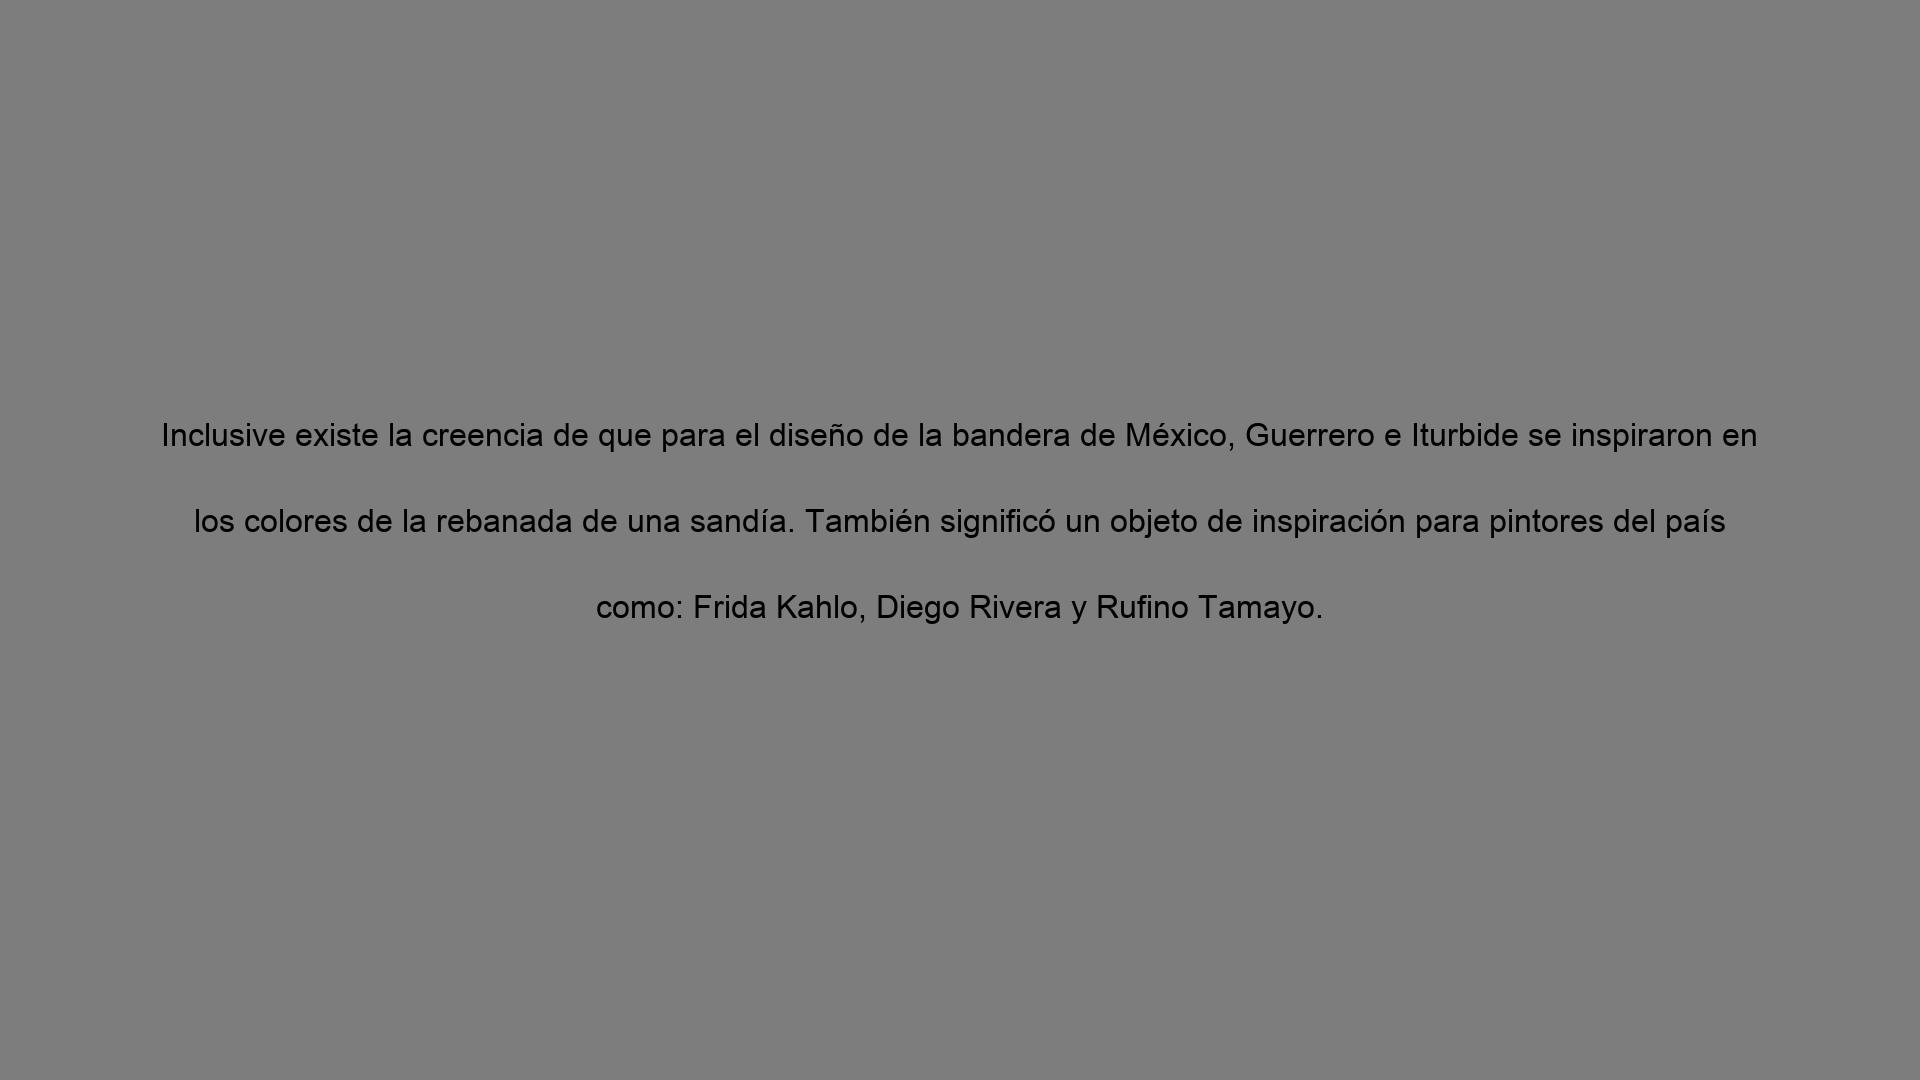 Inclusive existe la creencia de que para el diseño de la bandera de México, Guerrero e Iturbide se inspiraron en
los colores de la rebanada de una sandía. También significó un objeto de inspiración para pintores del país
como: Frida Kahlo, Diego Rivera y Rufino Tamayo.